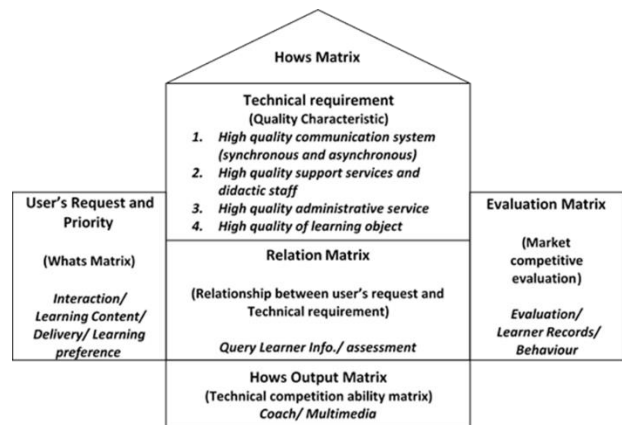 Hows Matrix
Technical requirement
(Quality Characteristic)
1. High quality communication system
(synchronous and asynchronous)
2. High quality support services and
didactic staff
3. High quality administrative service
4. High quality of learning object
User's Request and
Priority
(Whats Matrix)
Interaction/
Learning Content/
Delivery/ Learning
preference
Relation Matrix
(Relationship between user's request and
Technical requirement)
Query Learner Info./ assessment
Evaluation Matrix
(Market
competitive
evaluation)
Evaluation/
Learner Records/
Behaviour
Hows Output Matrix
(Technical competition ability matrix)
Coach/ Multimedia